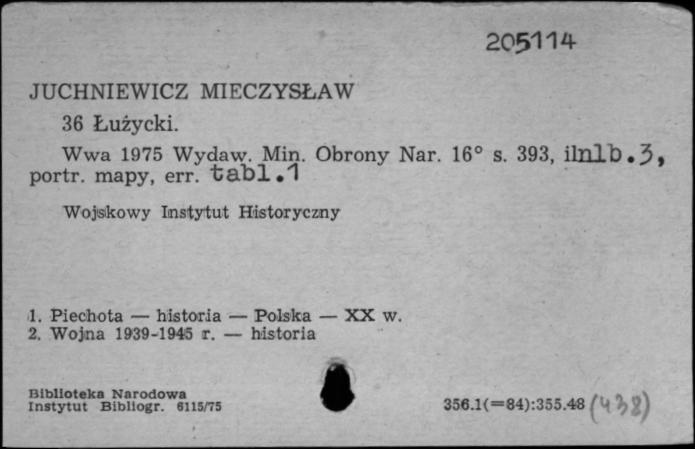 205114
JUCHNIEWICZ MIECZYSŁAW
36 Łużycki.
Wwa 1975 Wydaw. Min. Obrony Nar. 16° s. 393, ilnlb.3,
portr. mapy, err. tabl.1
Wojskowy Instytut Historyczny
1. Piechota — historia — Polska — XX w.
2. Wojna 1939-1945 r. — historia
Biblioteka Narodowa
Instytut Bibliogr. 6115/75
356.1(=84):355.48 (438)